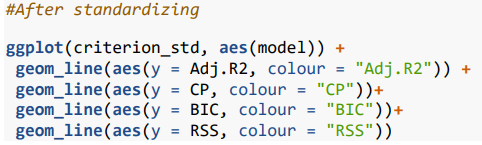 #After standardizing
ggplot(criterion_std, aes(model)) +
geom_line(aes(y = Adj.R2, colour = "Adj.R2")) +
geom_line(aes(y = CP, colour = "CP"))+
geom_line(aes(y = BIC, colour = "BIC"))+
geom_line(aes(y = RSS, colour = "RSS"))